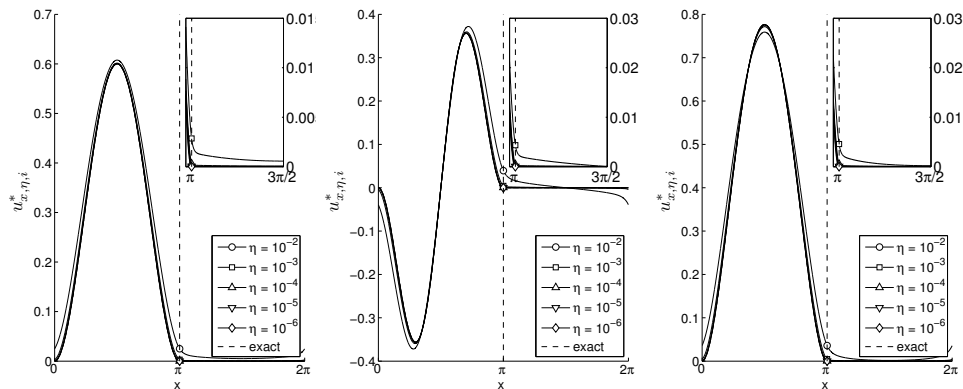 0.7
0.6
0.5
0.4
0.3
0.2
0.1
0
0
π
2π
x
u*x,η,i
0.015
0.01
0.005
0
π
3π/2
η = 10⁻²
η = 10⁻³
η = 10⁻⁴
η = 10⁻⁵
η = 10⁻⁶
exact
0.4
0.3
0.2
0.1
0
−0.1
−0.2
−0.3
−0.4
0
π
2π
x
u*x,η,i
0.03
0.02
0.01
0
π
3π/2
η = 10⁻²
η = 10⁻³
η = 10⁻⁴
η = 10⁻⁵
η = 10⁻⁶
exact
0.8
0.7
0.6
0.5
0.4
0.3
0.2
0.1
0
0
π
2π
x
u*x,η,i
0.03
0.02
0.01
0
π
3π/2
η = 10⁻²
η = 10⁻³
η = 10⁻⁴
η = 10⁻⁵
η = 10⁻⁶
exact